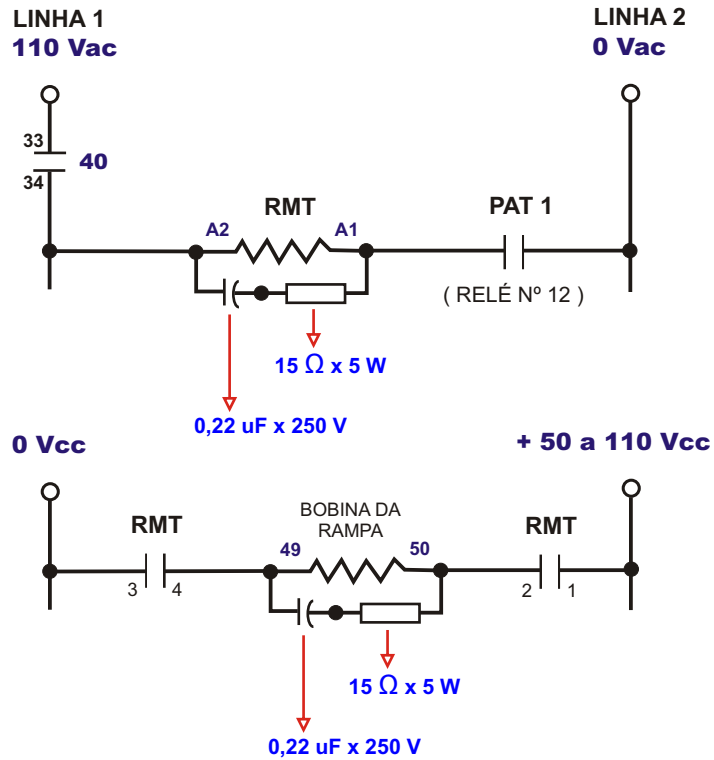 LINHA 1
110 Vac
LINHA 2
0 Vac
33
34
40
RMT
A2
A1
PAT 1
( RELÉ Nº 12 )
15 Ω x 5 W
0,22 uF x 250 V
0 Vcc
+ 50 a 110 Vcc
RMT
3
4
BOBINA DA
RAMPA
49
50
RMT
2
1
15 Ω x 5 W
0,22 uF x 250 V